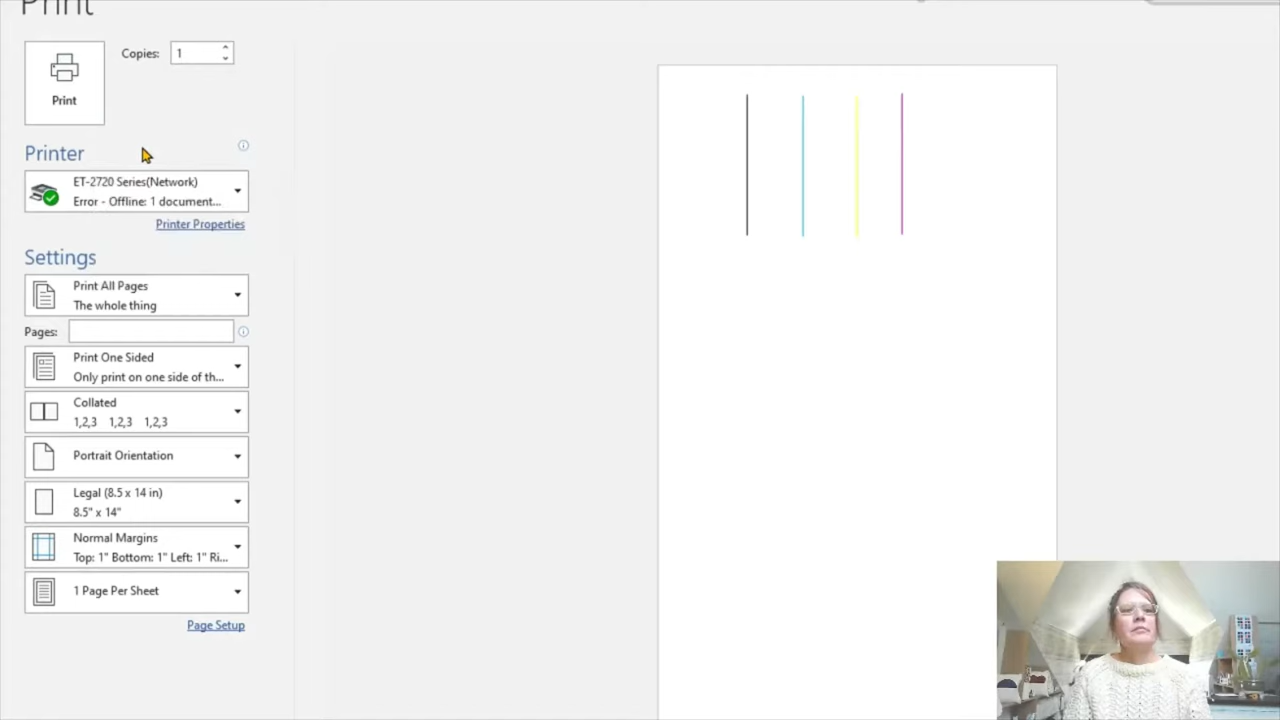 Print
Copies: 1
Print
Printer
ET-2720 Series(Network)
Error - Offline: 1 document...
Printer Properties
Settings
Print All Pages
The whole thing
Pages:
Print One Sided
Only print on one side of th...
Collated
1,2,3 1,2,3 1,2,3
Portrait Orientation
Legal (8.5 x 14 in)
8.5" x 14"
Normal Margins
Top: 1" Bottom: 1" Left: 1" Ri...
1 Page Per Sheet
Page Setup